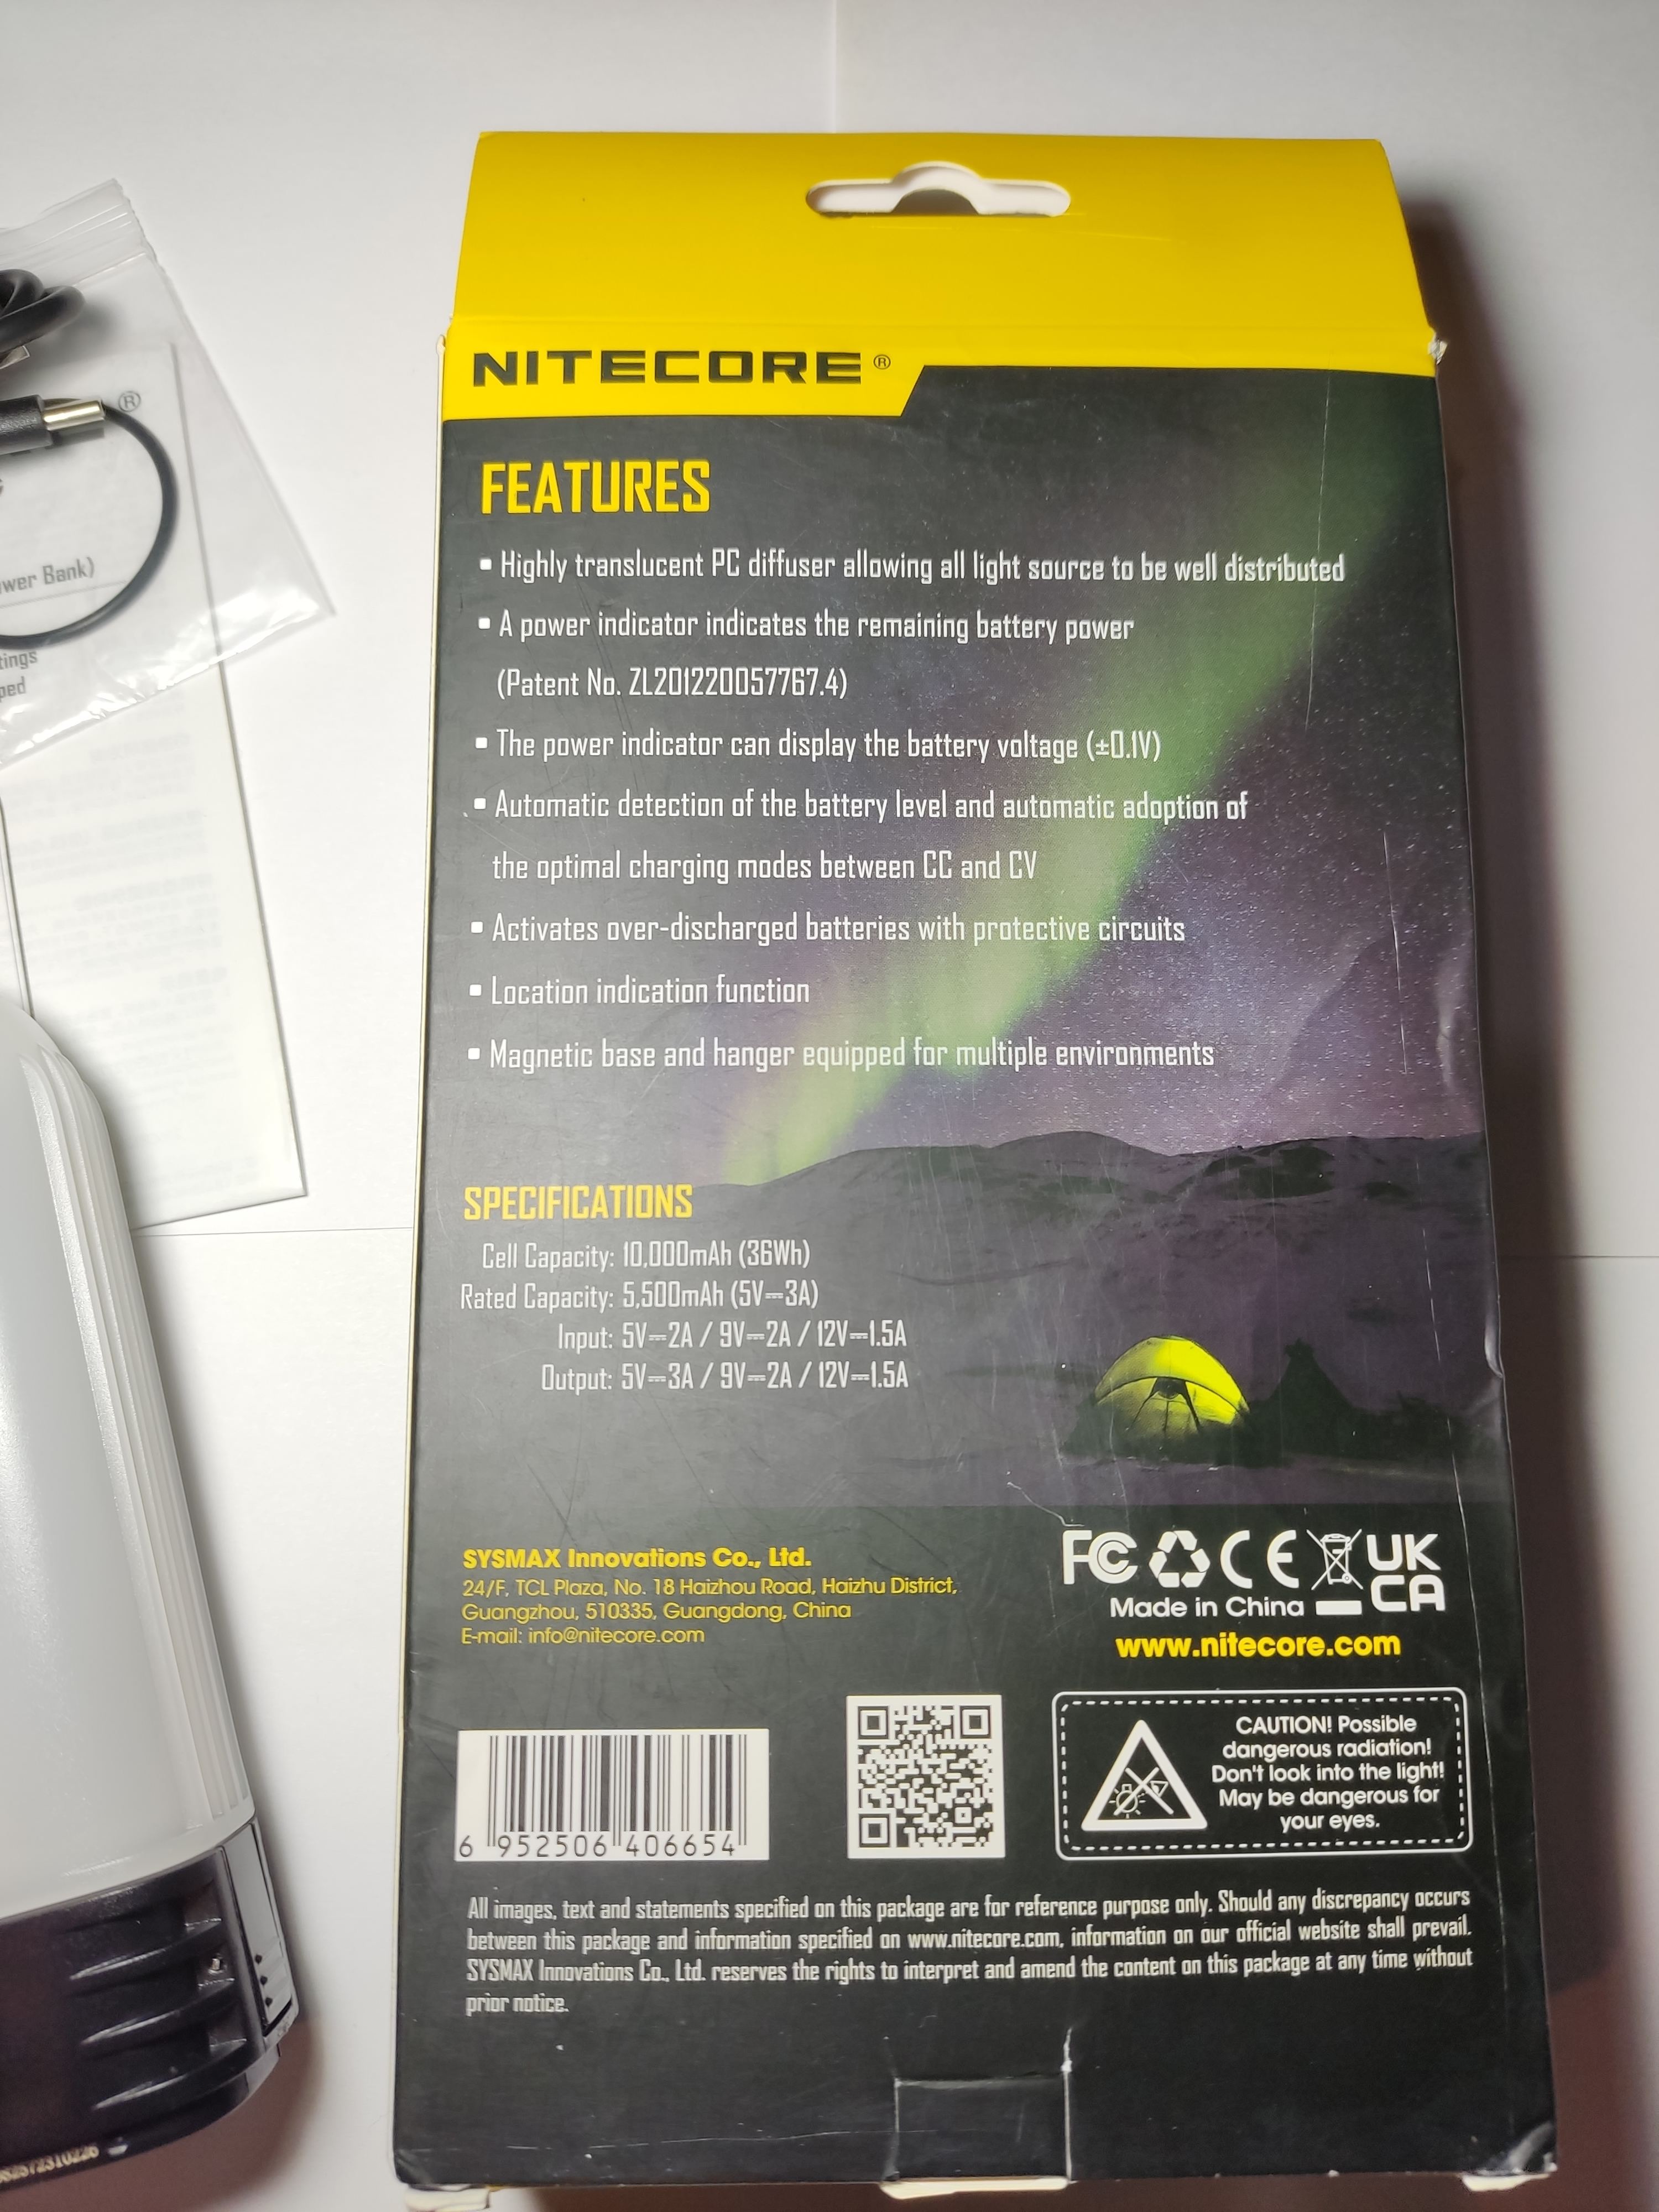 NITECORE®
FEATURES
▪ Highly translucent PC diffuser allowing all light source to be well distributed
▪ A power indicator indicates the remaining battery power
(Patent No. ZL201220057767.4)
▪ The power indicator can display the battery voltage (±0.1V)
▪ Automatic detection of the battery level and automatic adoption of
the optimal charging modes between CC and CV
▪ Activates over-discharged batteries with protective circuits
▪ Location indication function
▪ Magnetic base and hanger equipped for multiple environments
SPECIFICATIONS
Cell Capacity: 10,000mAh (36Wh)
Rated Capacity: 5,500mAh (5V⎓3A)
Input: 5V⎓2A / 9V⎓2A / 12V⎓1.5A
Output: 5V⎓3A / 9V⎓2A / 12V⎓1.5A
SYSMAX Innovations Co., Ltd.
24/F, TCL Plaza, No. 18 Haizhou Road, Haizhu District,
Guangzhou, 510335, Guangdong, China
E-mail: info@nitecore.com
FC CE UK
CA
Made in China
www.nitecore.com
6 952506 406654
CAUTION! Possible
dangerous radiation!
Don't look into the light!
May be dangerous for
your eyes.
All images, text and statements specified on this package are for reference purpose only. Should any discrepancy occurs
between this package and information specified on www.nitecore.com, information on our official website shall prevail.
SYSMAX Innovations Co., Ltd. reserves the rights to interpret and amend the content on this package at any time without
prior notice.
®
Bank)